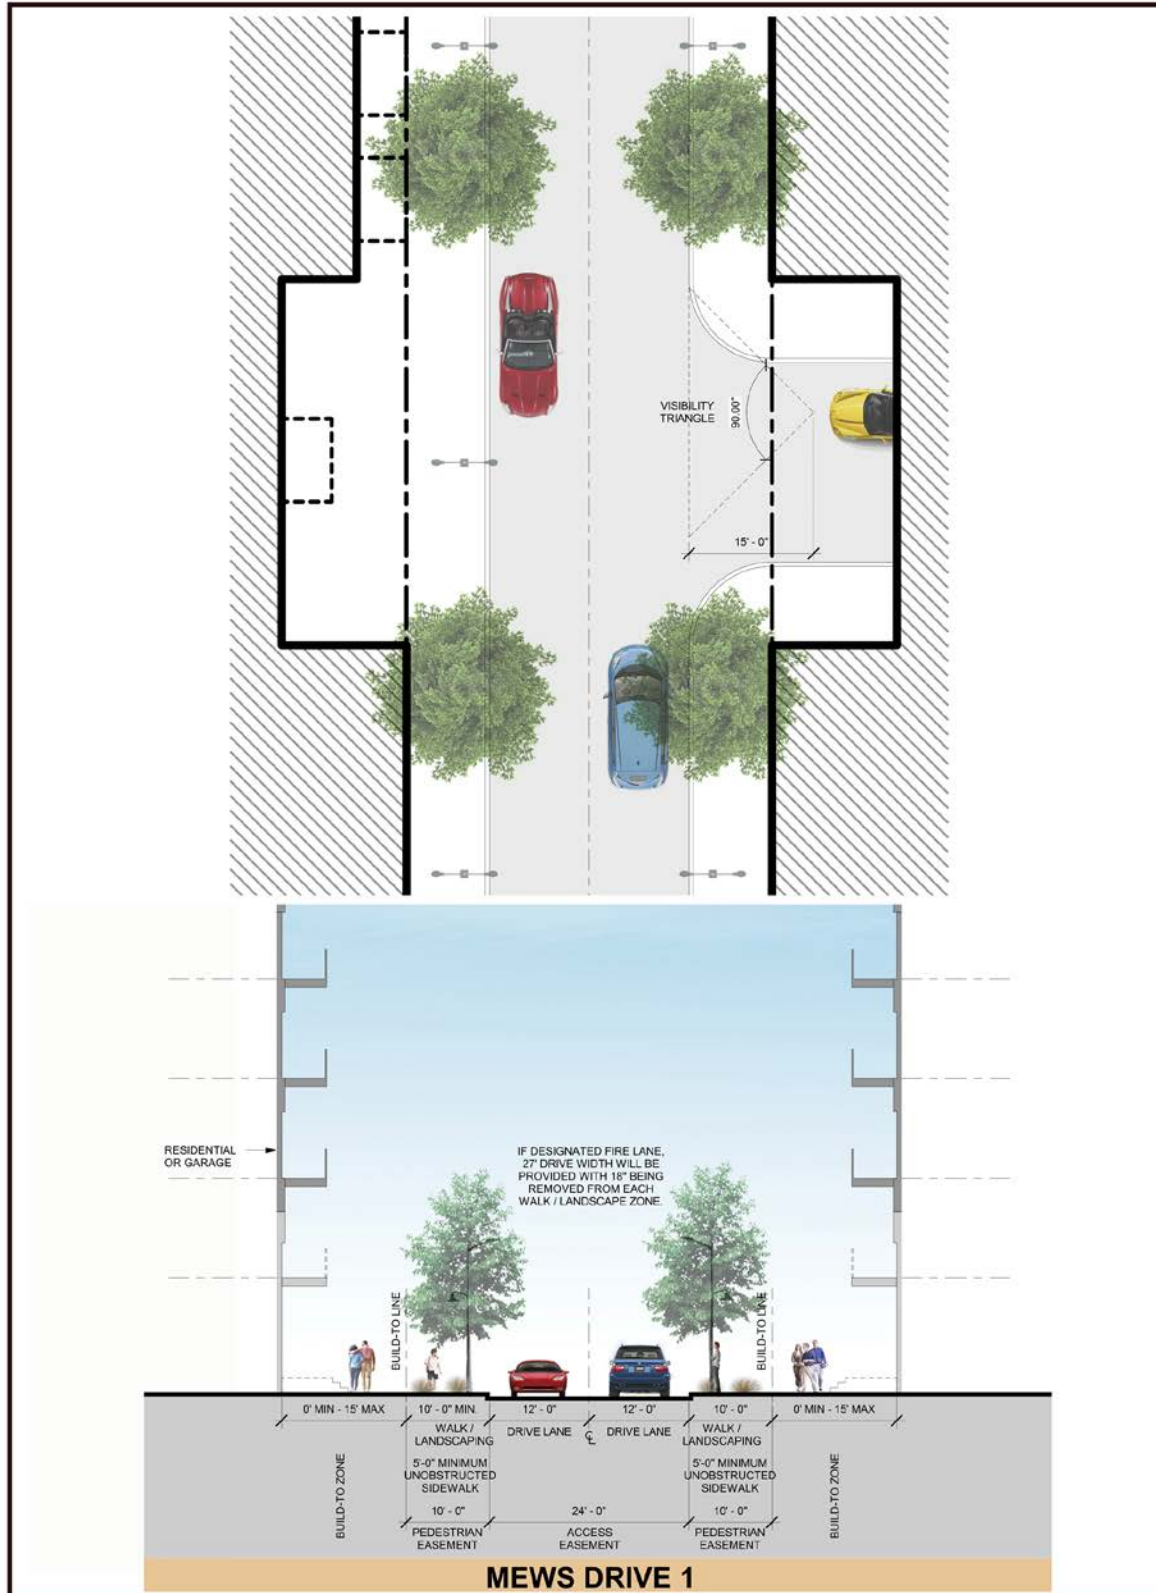 VISIBILITY
TRIANGLE
90.00°
15' - 0"
RESIDENTIAL
OR GARAGE
IF DESIGNATED FIRE LANE,
27' DRIVE WIDTH WILL BE
PROVIDED WITH 18" BEING
REMOVED FROM EACH
WALK / LANDSCAPE ZONE.
BUILD-TO LINE
BUILD-TO LINE
0' MIN - 15' MAX
10' - 0" MIN.
12' - 0"
12' - 0"
10' - 0"
0' MIN - 15' MAX
WALK /
LANDSCAPING
DRIVE LANE
DRIVE LANE
WALK /
LANDSCAPING
5'-0" MINIMUM
UNOBSTRUCTED
SIDEWALK
5'-0" MINIMUM
UNOBSTRUCTED
SIDEWALK
BUILD-TO ZONE
BUILD-TO ZONE
10' - 0"
24' - 0"
10' - 0"
PEDESTRIAN
EASEMENT
ACCESS
EASEMENT
PEDESTRIAN
EASEMENT
MEWS DRIVE 1